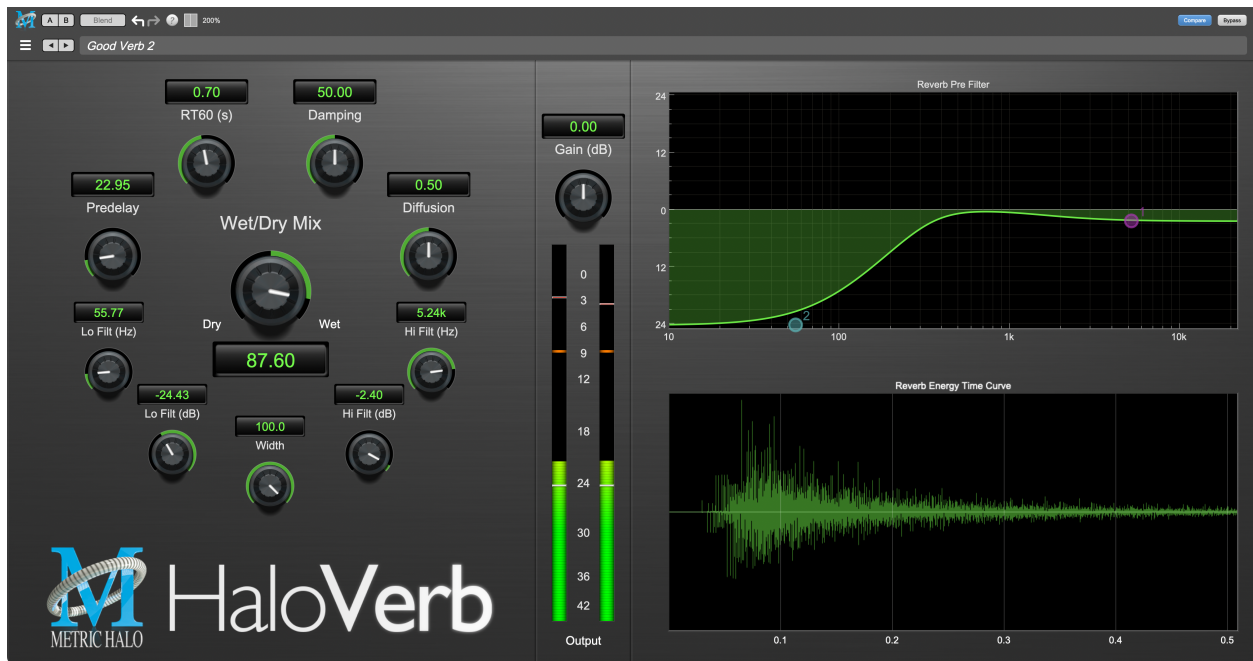 A B Blend 200% Compare Bypass
Good Verb 2
0.70
RT60 (s)
50.00
Damping
22.95
Predelay
0.50
Diffusion
Wet/Dry Mix
Dry
Wet
87.60
55.77
Lo Filt (Hz)
5.24k
Hi Filt (Hz)
-24.43
Lo Filt (dB)
-2.40
Hi Filt (dB)
100.0
Width
METRIC HALO
HaloVerb
0.00
Gain (dB)
0
3
6
9
12
18
24
30
36
42
Output
Reverb Pre Filter
24
12
0
12
24
1
2
10 100 1k 10k
Reverb Energy Time Curve
0.1 0.2 0.3 0.4 0.5